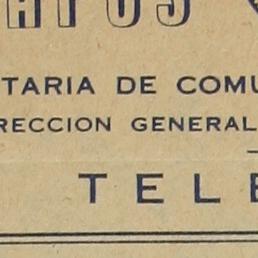 TARIA DE COMU
RECCION GENERAL
TELE